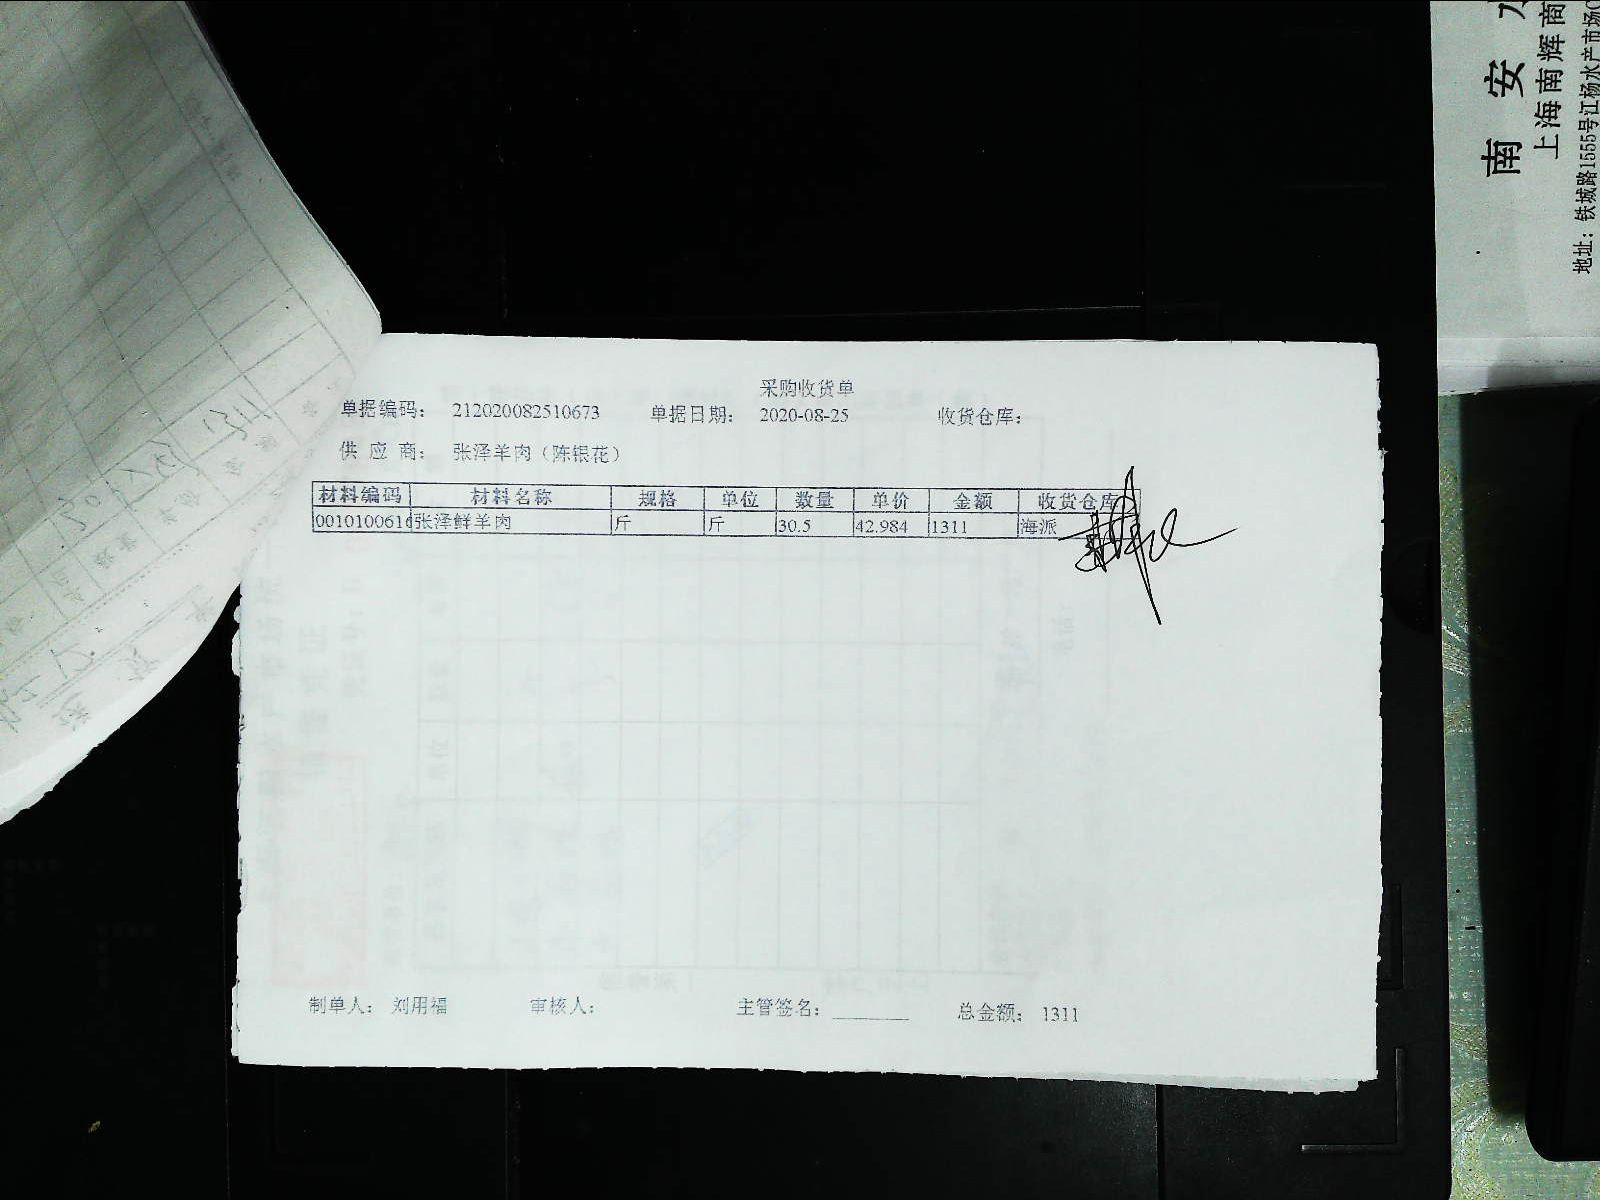 采购收货单
单据编码： 212020082510673 单据日期： 2020-08-25 收货仓库：
供 应 商： 张泽羊肉（陈银花）
材料编码 材料名称 规格 单位 数量 单价 金额 收货仓库
0010100616 张泽鲜羊肉 斤 斤 30.5 42.984 1311 海派
制单人： 刘用福 审核人： 主管签名： 总金额： 1311
南 安 水
上海南辉商
地址：铁城路1555号江杨水产市场